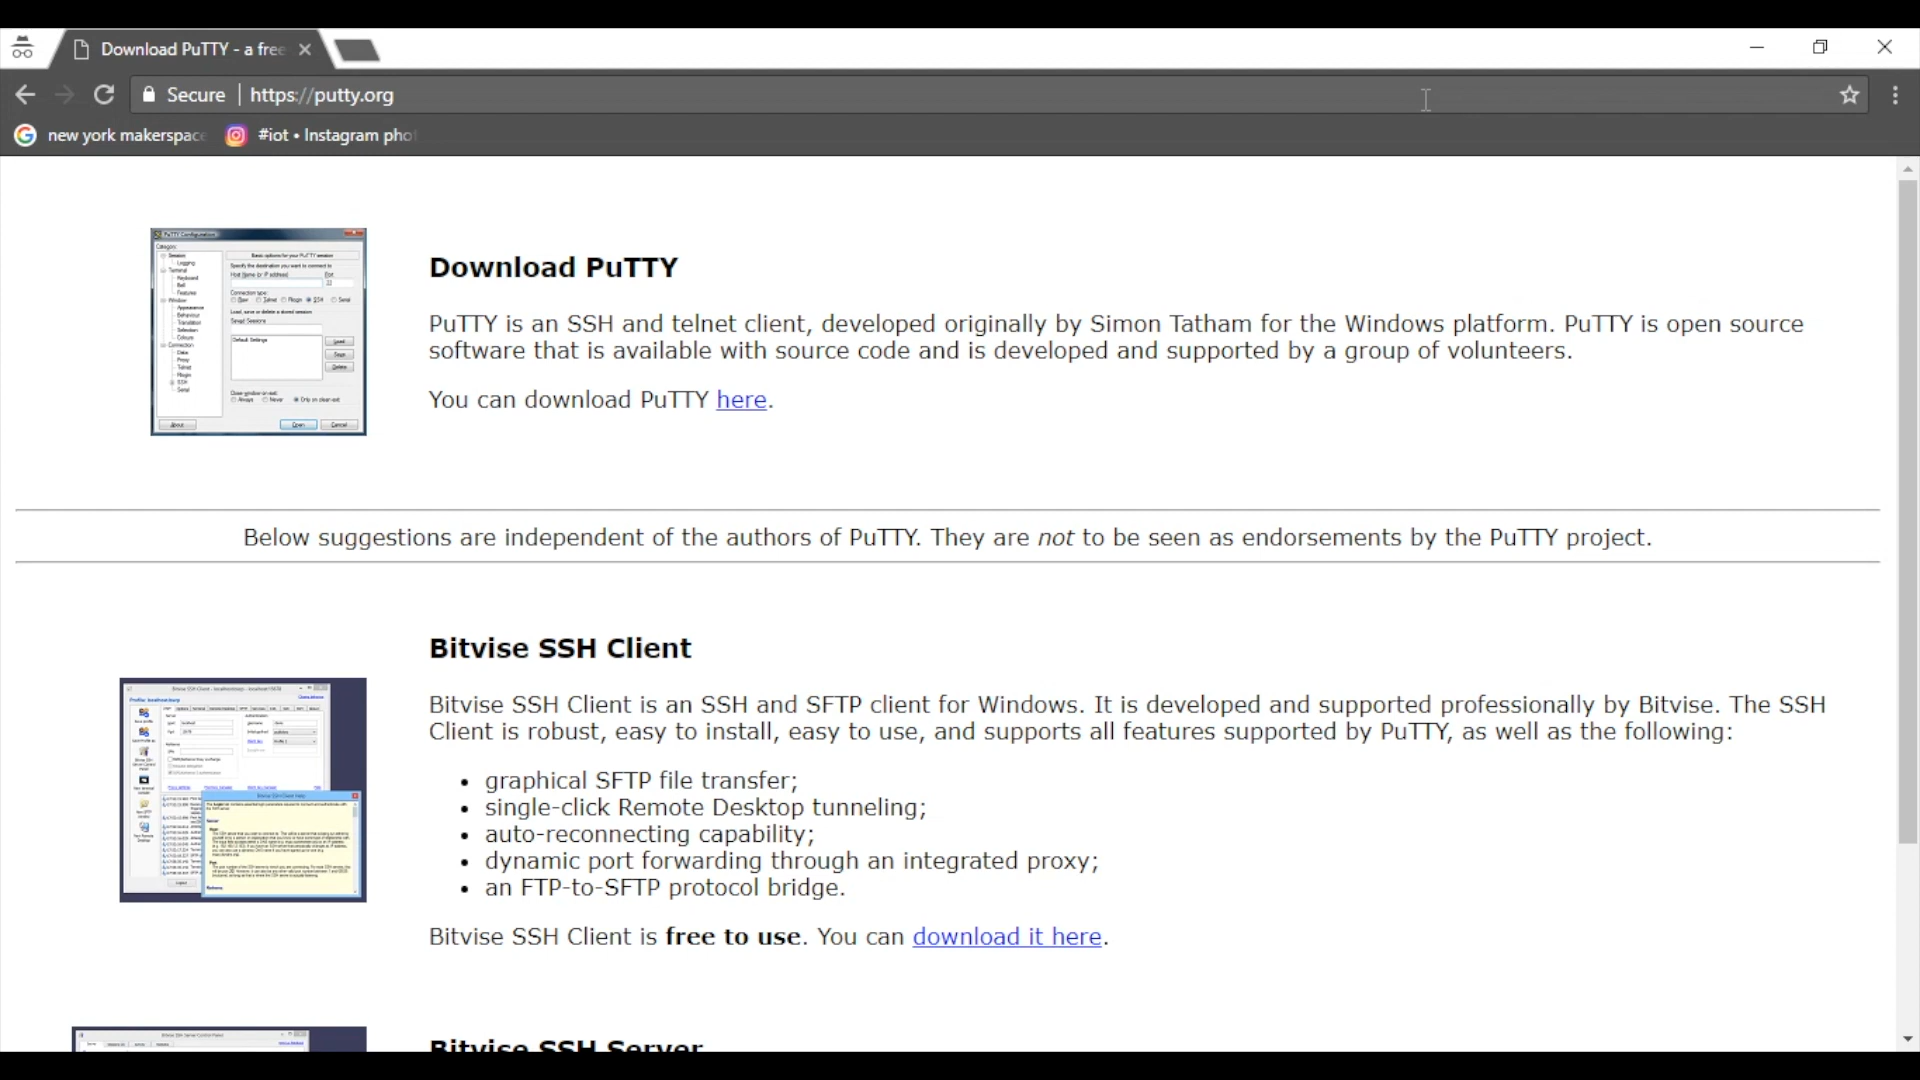 Download PuTTY - a free
Secure | https://putty.org
new york makerspace #iot • Instagram phot
Download PuTTY
PuTTY is an SSH and telnet client, developed originally by Simon Tatham for the Windows platform. PuTTY is open source
software that is available with source code and is developed and supported by a group of volunteers.
You can download PuTTY here.
Below suggestions are independent of the authors of PuTTY. They are not to be seen as endorsements by the PuTTY project.
Bitvise SSH Client
Bitvise SSH Client is an SSH and SFTP client for Windows. It is developed and supported professionally by Bitvise. The SSH
Client is robust, easy to install, easy to use, and supports all features supported by PuTTY, as well as the following:
• graphical SFTP file transfer;
• single-click Remote Desktop tunneling;
• auto-reconnecting capability;
• dynamic port forwarding through an integrated proxy;
• an FTP-to-SFTP protocol bridge.
Bitvise SSH Client is free to use. You can download it here.
Bitvise SSH Server